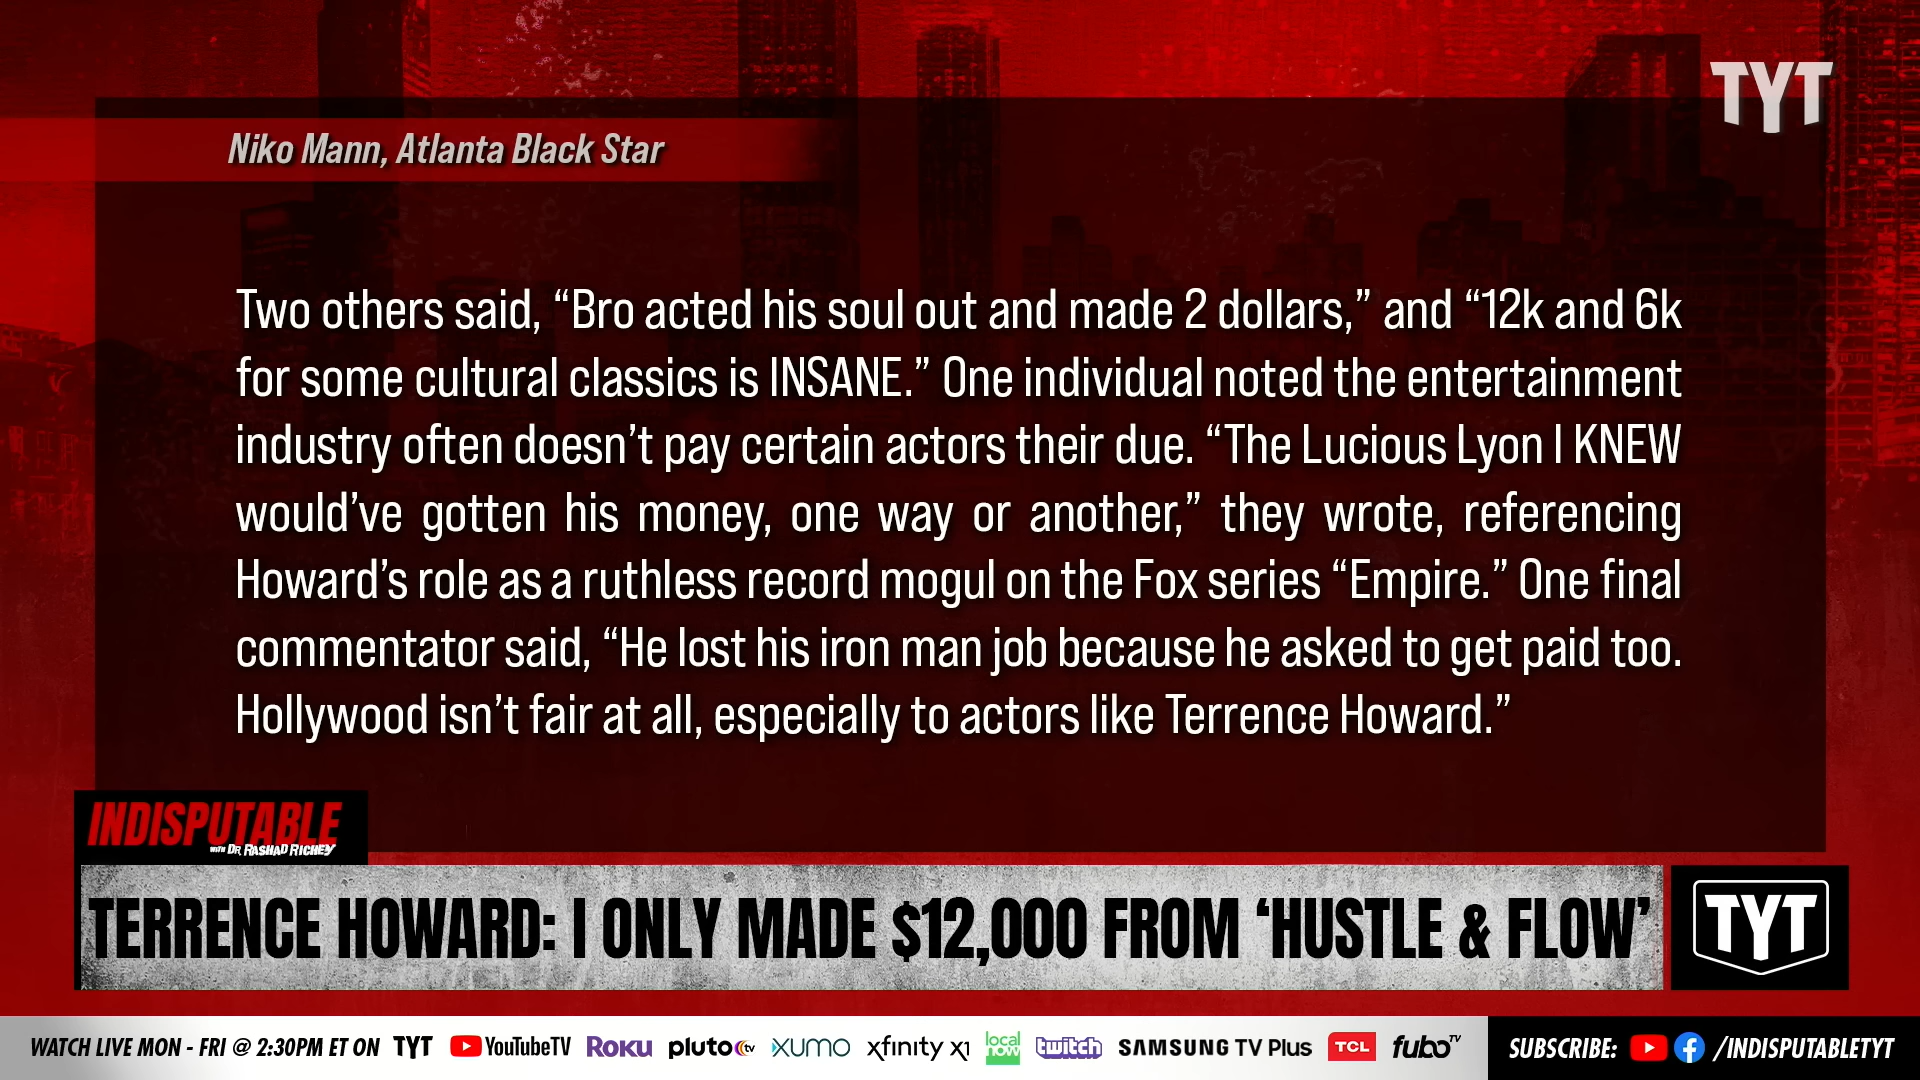 TYT
Niko Mann, Atlanta Black Star
Two others said, “Bro acted his soul out and made 2 dollars,” and “12k and 6k
for some cultural classics is INSANE.” One individual noted the entertainment
industry often doesn’t pay certain actors their due. “The Lucious Lyon I KNEW
would’ve gotten his money, one way or another,” they wrote, referencing
Howard’s role as a ruthless record mogul on the Fox series “Empire.” One final
commentator said, “He lost his iron man job because he asked to get paid too.
Hollywood isn’t fair at all, especially to actors like Terrence Howard.”
INDISPUTABLE
WITH DR RASHAD RICHEY
TERRENCE HOWARD: I ONLY MADE $12,000 FROM ‘HUSTLE & FLOW’
TYT
WATCH LIVE MON - FRI @ 2:30PM ET ON TYT YouTubeTV ROKU pluto tv XUMO xfinity X1 local now twitch SAMSUNG TV Plus TCL fubo TV SUBSCRIBE: /INDISPUTABLETYT